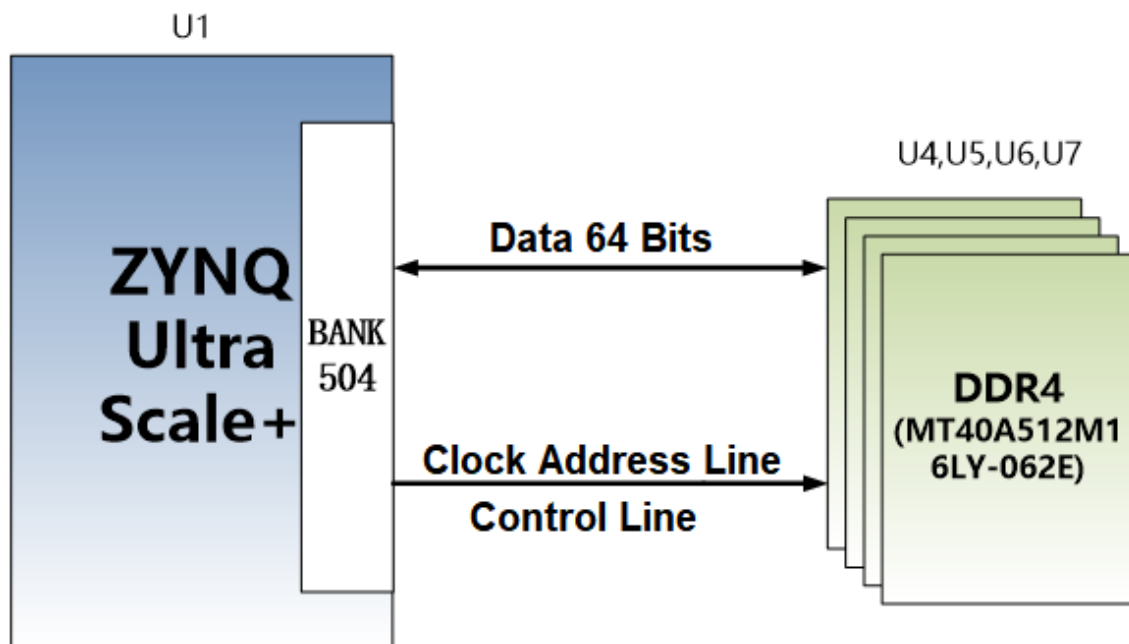 U1
U4,U5,U6,U7
Data 64 Bits
ZYNQ
Ultra
Scale+
BANK
504
DDR4
(MT40A512M1
6LY-062E)
Clock Address Line
Control Line